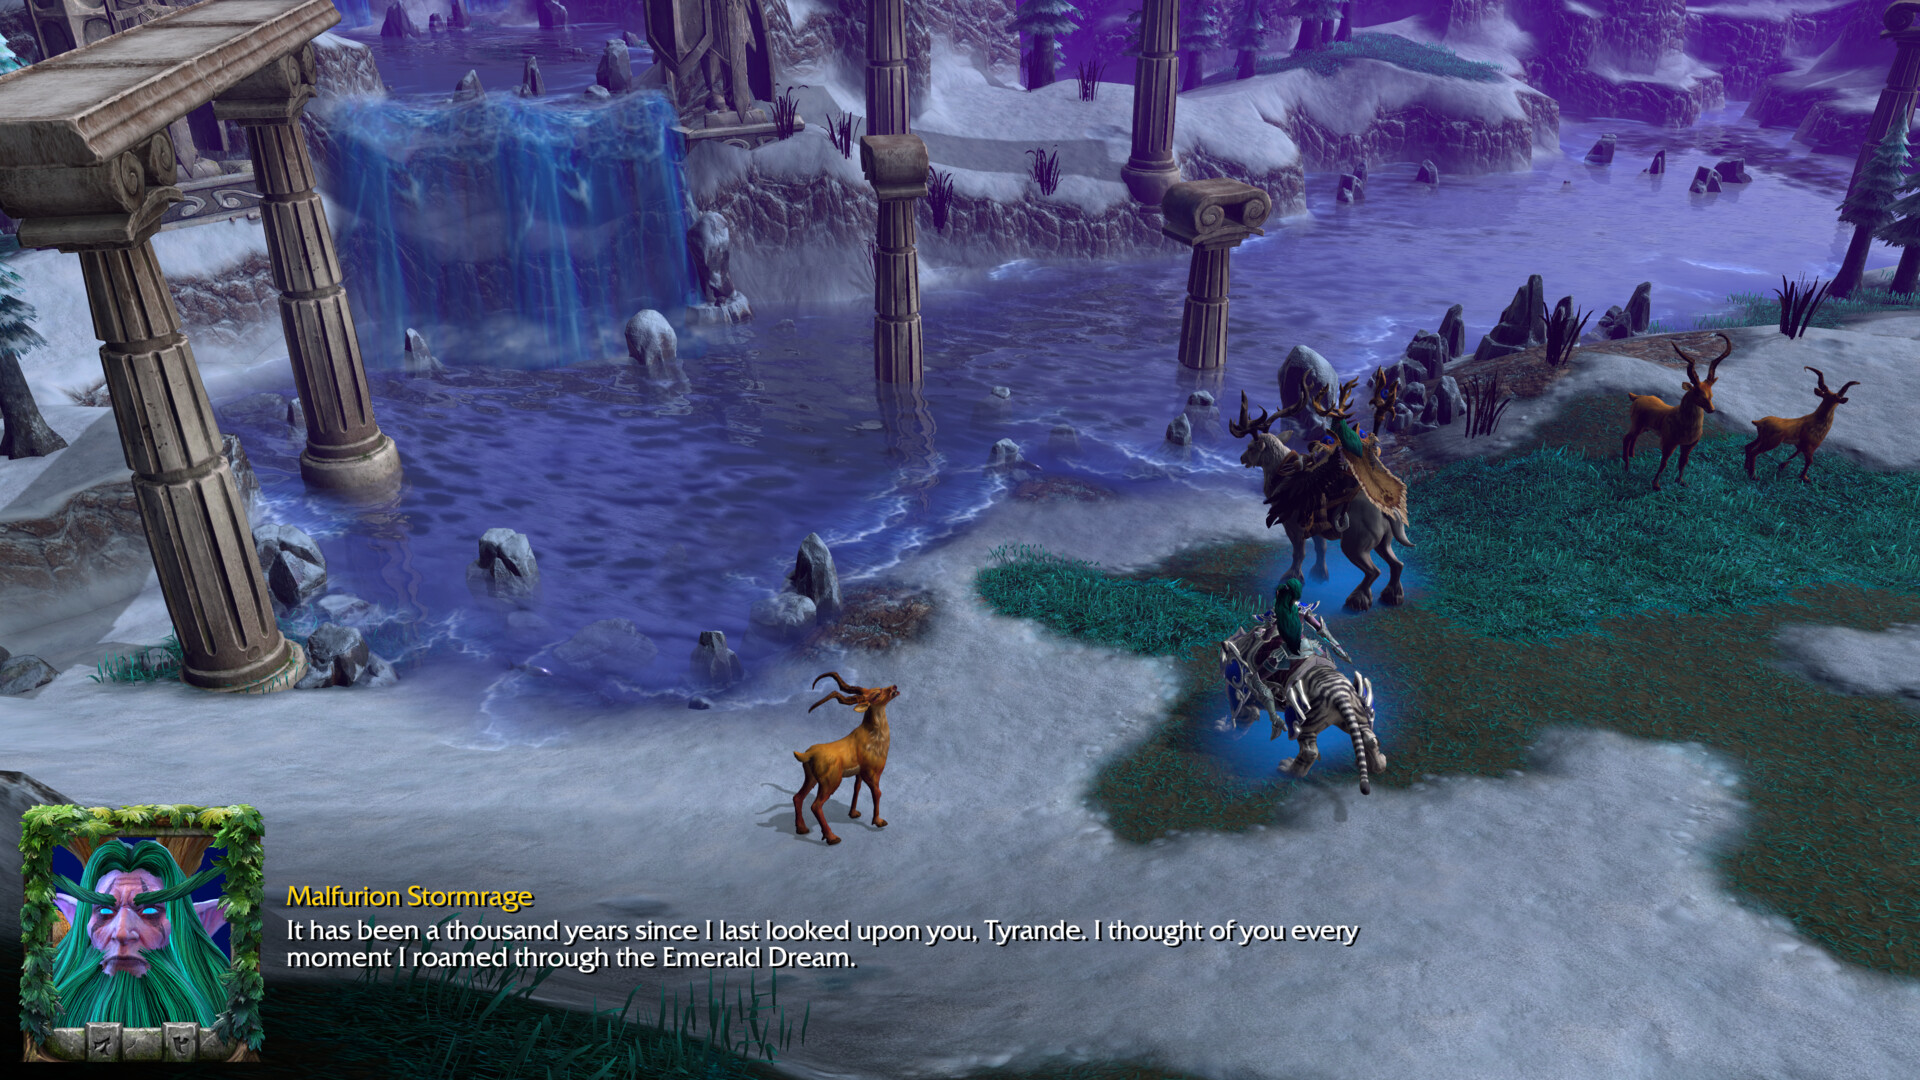 Malfurion Stormrage
It has been a thousand years since I last looked upon you, Tyrande. I thought of you every
moment I roamed through the Emerald Dream.